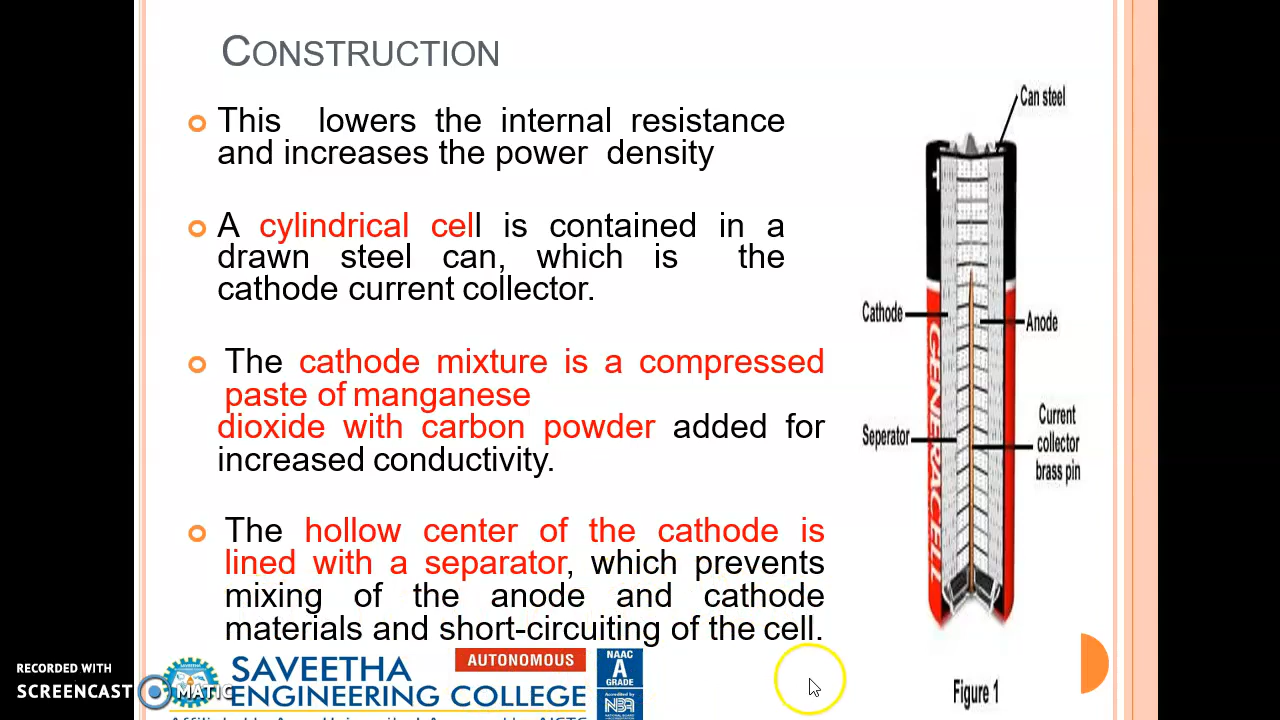 CONSTRUCTION
This lowers the internal resistance
and increases the power density
A cylindrical cell is contained in a
drawn steel can, which is the
cathode current collector.
The cathode mixture is a compressed
paste of manganese
dioxide with carbon powder added for
increased conductivity.
The hollow center of the cathode is
lined with a separator, which prevents
mixing of the anode and cathode
materials and short-circuiting of the cell.
Can steel
Cathode
Anode
Seperator
Current
collector
brass pin
GENERACELL
Figure 1
RECORDED WITH
SCREENCAST MATIC
SAVEETHA
ENGINEERING COLLEGE
AUTONOMOUS
NAAC
A
GRADE
Accredited by
NBA